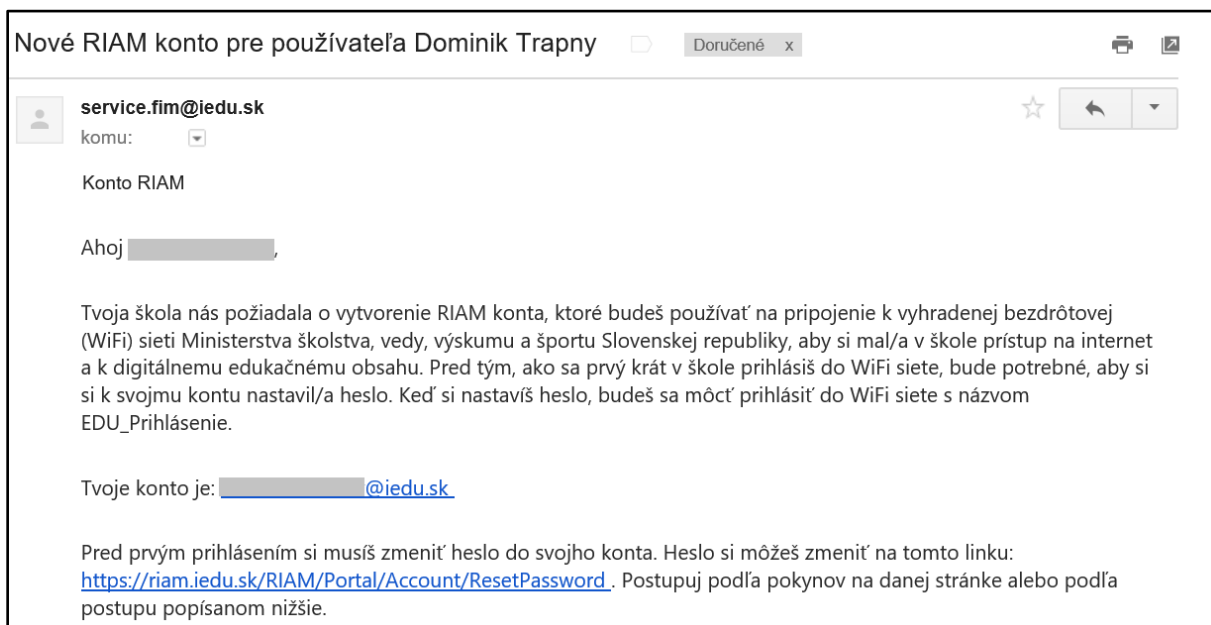 Nové RIAM konto pre používateľa Dominik Trapny Doručené x
service.fim@iedu.sk
komu:
Konto RIAM
Ahoj ,
Tvoja škola nás požiadala o vytvorenie RIAM konta, ktoré budeš používať na pripojenie k vyhradenej bezdrôtovej
(WiFi) sieti Ministerstva školstva, vedy, výskumu a športu Slovenskej republiky, aby si mal/a v škole prístup na internet
a k digitálnemu edukačnému obsahu. Pred tým, ako sa prvý krát v škole prihlásiš do WiFi siete, bude potrebné, aby si
si k svojmu kontu nastavil/a heslo. Keď si nastavíš heslo, budeš sa môcť prihlásiť do WiFi siete s názvom
EDU_Prihlásenie.
Tvoje konto je: @iedu.sk
Pred prvým prihlásením si musíš zmeniť heslo do svojho konta. Heslo si môžeš zmeniť na tomto linku:
https://riam.iedu.sk/RIAM/Portal/Account/ResetPassword . Postupuj podľa pokynov na danej stránke alebo podľa
postupu popísanom nižšie.